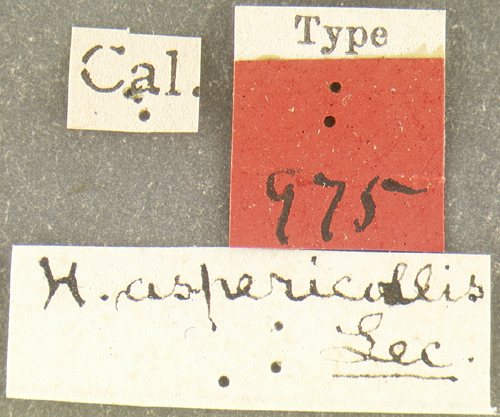 Cal.
Type
975
H. aspericollis
Lec.